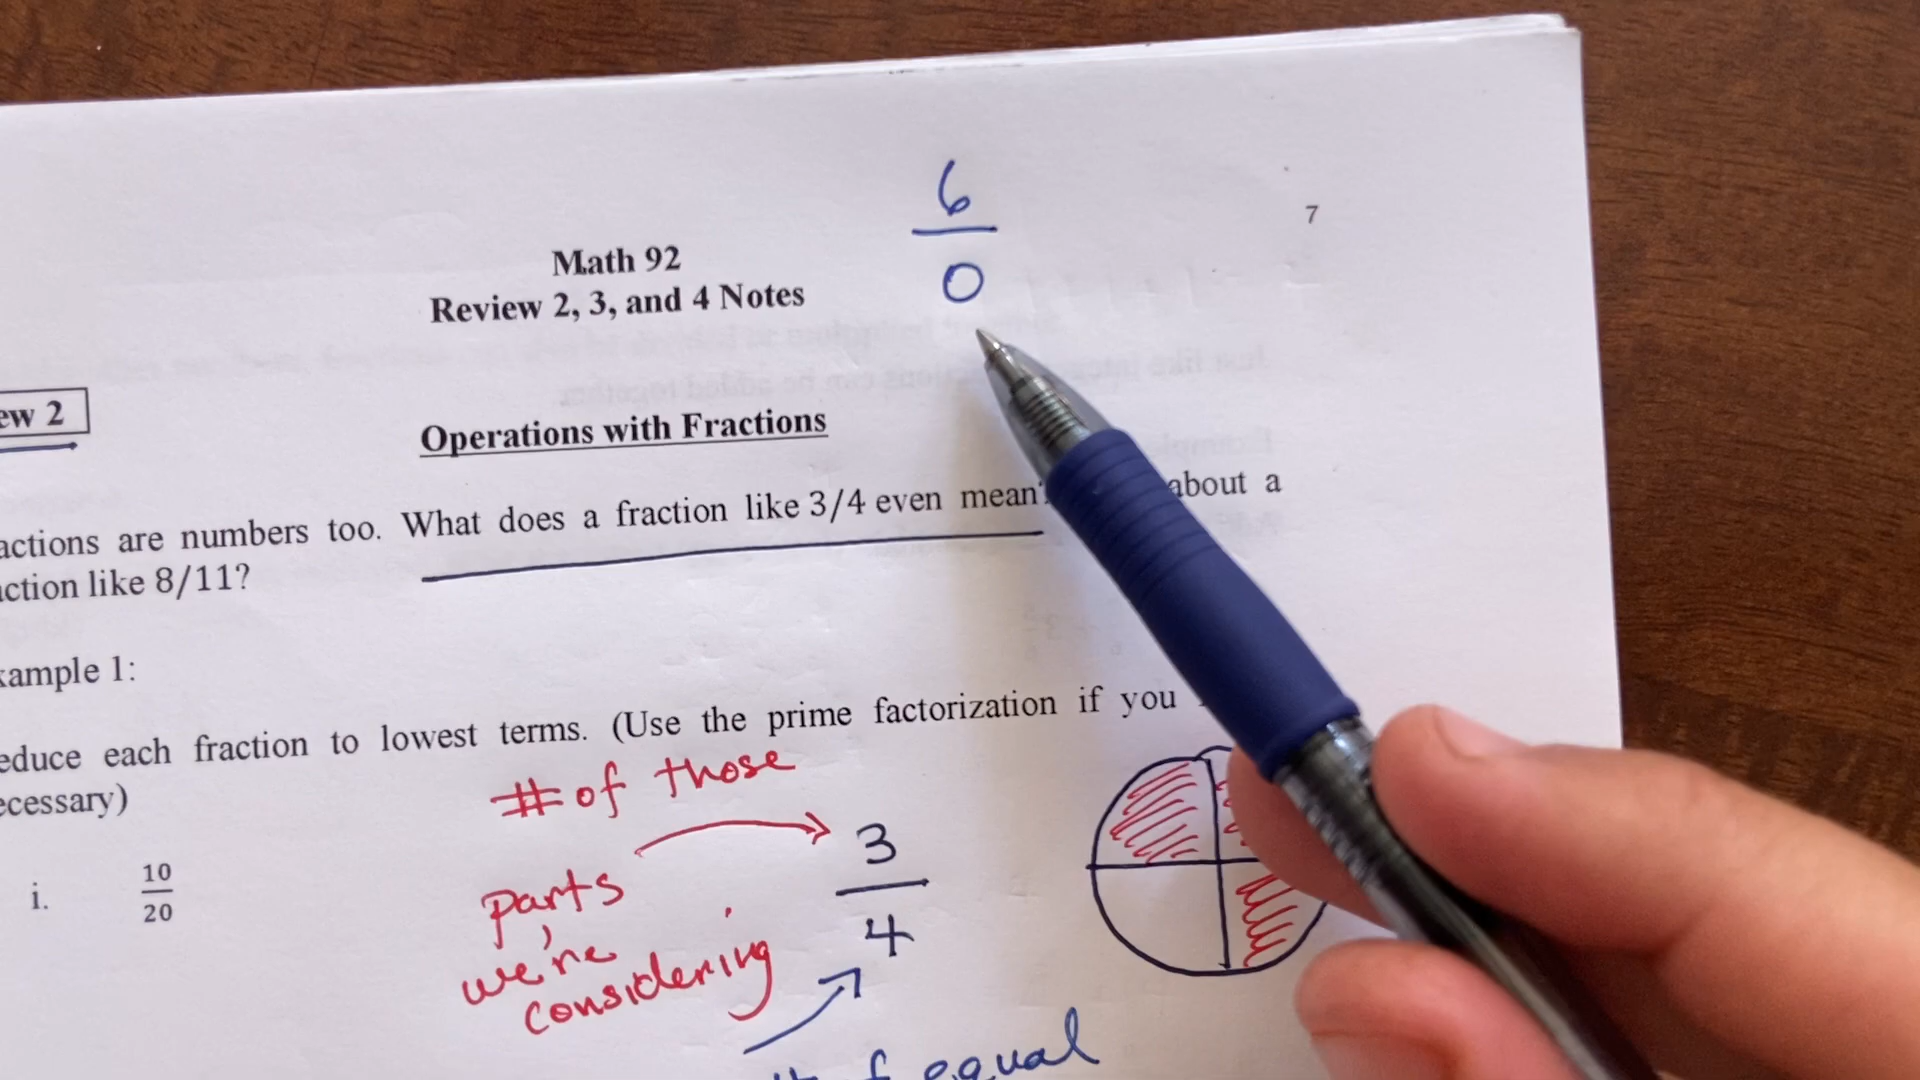 6
0
7
Math 92
Review 2, 3, and 4 Notes
ew 2
Operations with Fractions
actions are numbers too. What does a fraction like 3/4 even mean about a
ction like 8/11?
ample 1:
educe each fraction to lowest terms. (Use the prime factorization if you
ecessary)
# of those
parts
we're
considering
3
4
i.
10
20
of equal